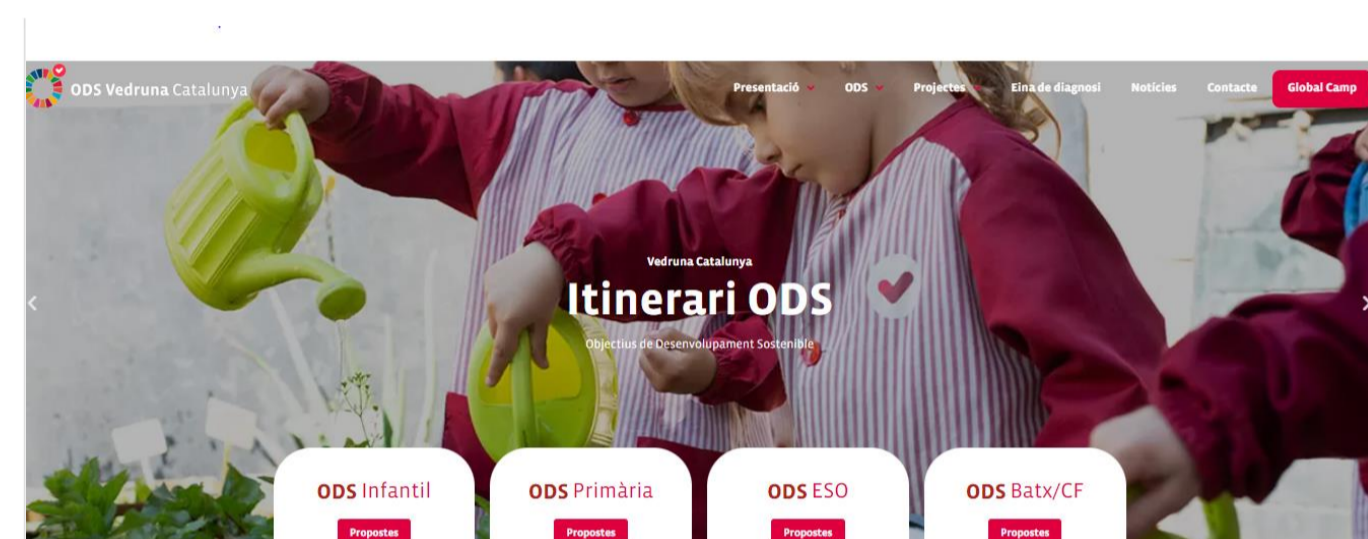 ODS Vedruna Catalunya
Presentació ODS Projectes Eina de diagnosi Notícies Contacte Global Camp
Vedruna Catalunya
Itinerari ODS
Objectius de Desenvolupament Sostenible
ODS Infantil ODS Primària ODS ESO ODS Batx/CF
Propostes Propostes Propostes Propostes